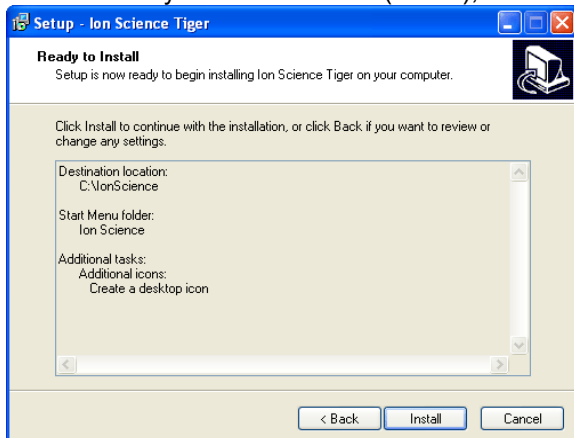 Setup - Ion Science Tiger
Ready to Install
Setup is now ready to begin installing Ion Science Tiger on your computer.
Click Install to continue with the installation, or click Back if you want to review or
change any settings.
Destination location:
C:\IonScience
Start Menu folder:
Ion Science
Additional tasks:
Additional icons:
Create a desktop icon
< Back
Install
Cancel